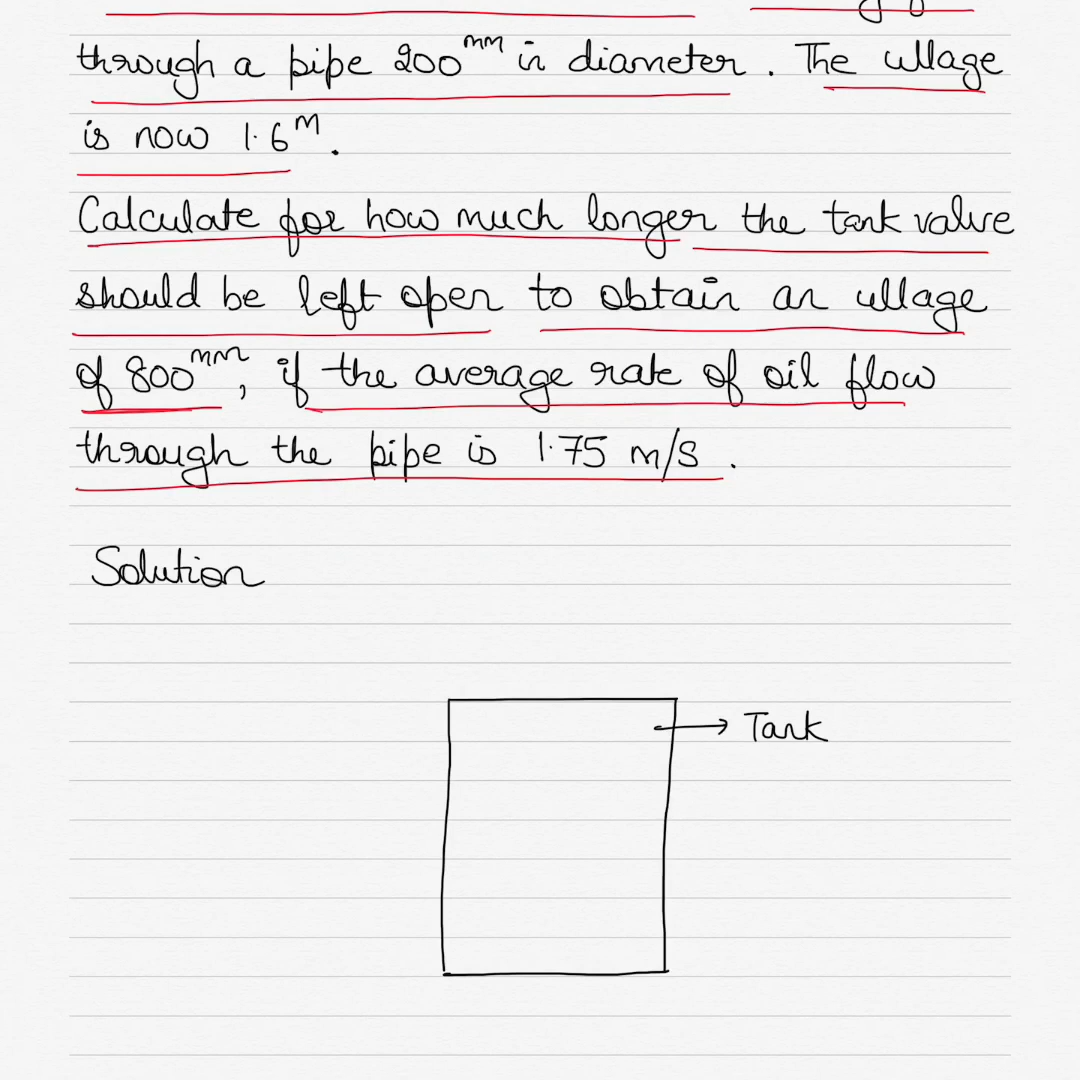 through a pipe 200mm in diameter. The ullage
is now 1.6M.
Calculate for how much longer the tank valve
should be left open to obtain an ullage
of 800mm, if the average rate of oil flow
through the pipe is 1.75 m/s.
Solution
Tank